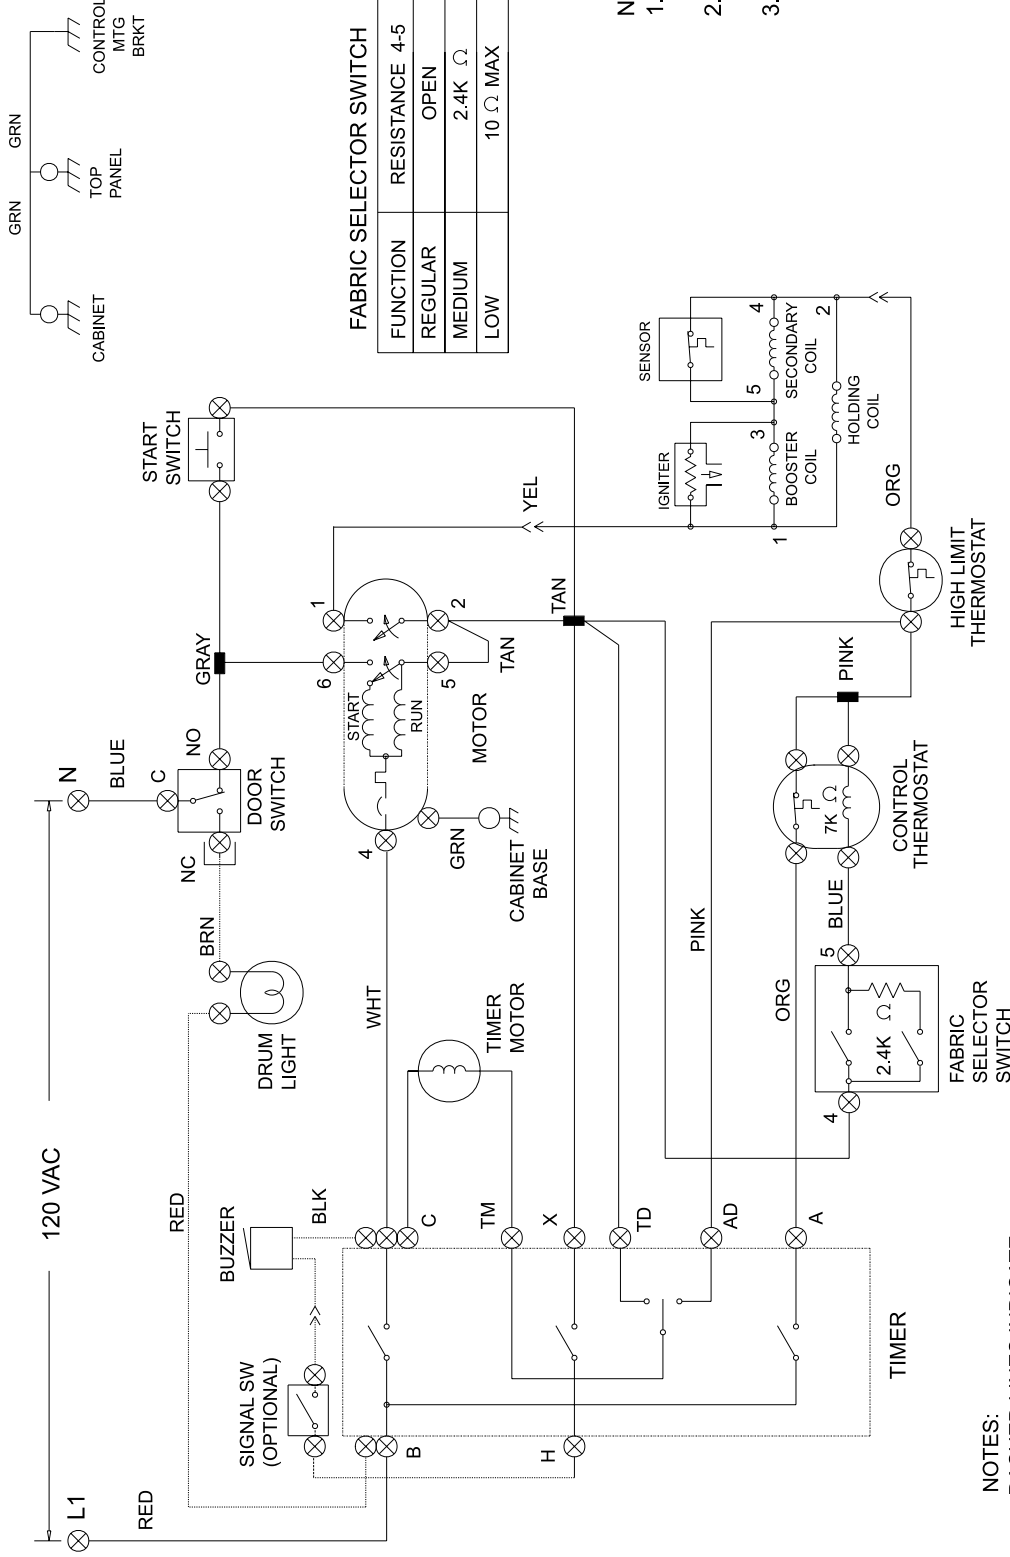 GRN
GRN
CABINET
TOP
PANEL
CONTROL
MTG
BRKT
FABRIC SELECTOR SWITCH
FUNCTION RESISTANCE 4-5
REGULAR OPEN
MEDIUM 2.4K Ω
LOW 10 Ω MAX
N
1.
2.
3.
120 VAC
L1
N
RED
BLUE
C
NC
NO
DOOR
SWITCH
GRAY
START
SWITCH
BRN
DRUM
LIGHT
RED
BUZZER
BLK
SIGNAL SW
(OPTIONAL)
WHT
4
START
RUN
6
1
5
2
MOTOR
TAN
GRN
CABINET
BASE
TIMER
MOTOR
YEL
TAN
IGNITER
SENSOR
1
BOOSTER
COIL
3
5
SECONDARY
COIL
4
HOLDING
COIL
2
ORG
HIGH LIMIT
THERMOSTAT
PINK
PINK
7K Ω
CONTROL
THERMOSTAT
ORG
BLUE
5
2.4K Ω
4
FABRIC
SELECTOR
SWITCH
B
H
C
TM
X
TD
AD
A
TIMER
NOTES: